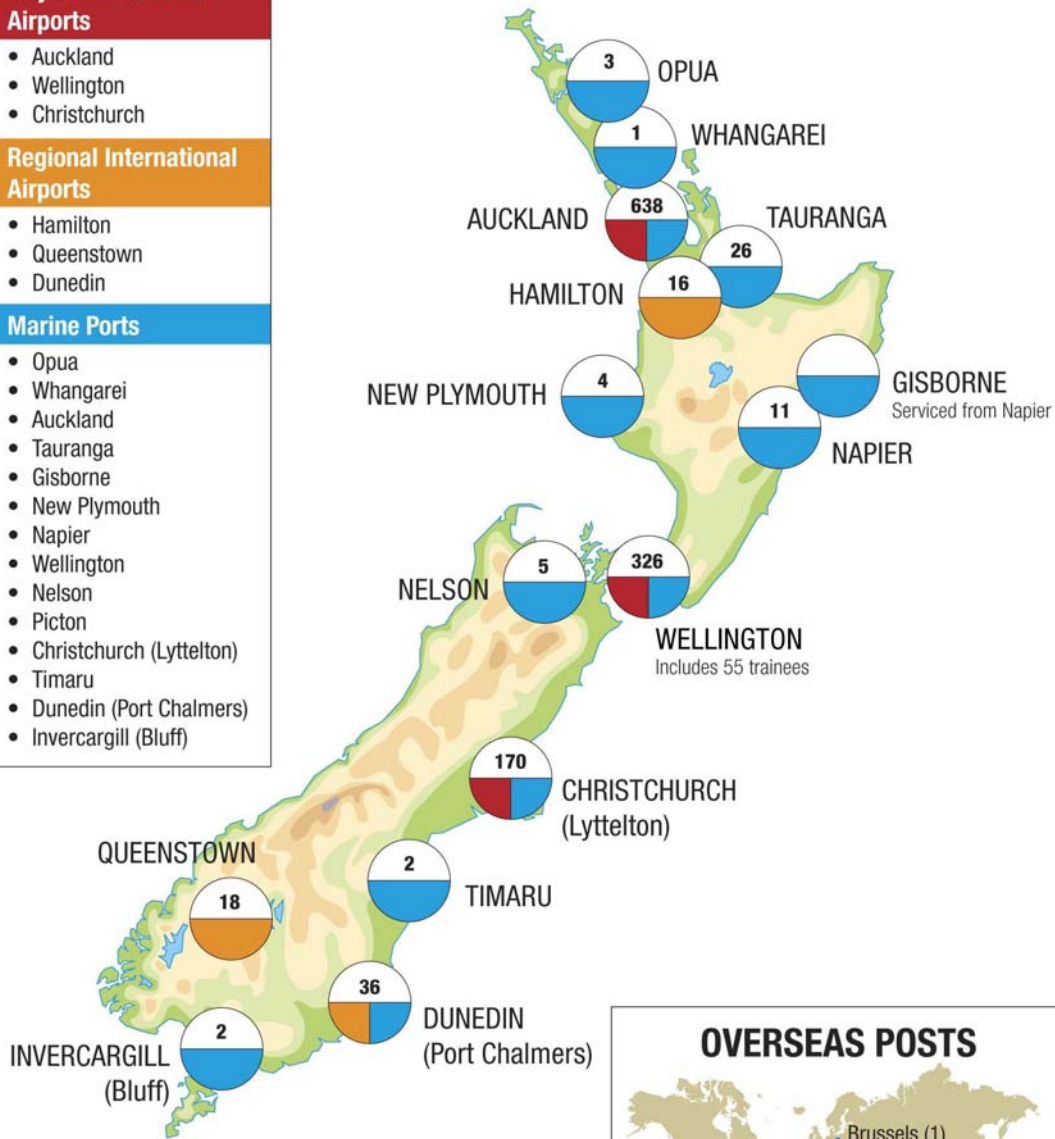 Airports
• Auckland
• Wellington
• Christchurch
Regional International
Airports
• Hamilton
• Queenstown
• Dunedin
Marine Ports
• Opua
• Whangarei
• Auckland
• Tauranga
• Gisborne
• New Plymouth
• Napier
• Wellington
• Nelson
• Picton
• Christchurch (Lyttelton)
• Timaru
• Dunedin (Port Chalmers)
• Invercargill (Bluff)
3
OPUA
1
WHANGAREI
AUCKLAND
638
TAURANGA
26
HAMILTON
16
NEW PLYMOUTH
4
GISBORNE
Serviced from Napier
11
NAPIER
NELSON
5
326
WELLINGTON
Includes 55 trainees
170
CHRISTCHURCH
(Lyttelton)
QUEENSTOWN
18
2
TIMARU
36
DUNEDIN
(Port Chalmers)
INVERCARGILL
(Bluff)
2
OVERSEAS POSTS
Brussels (1)